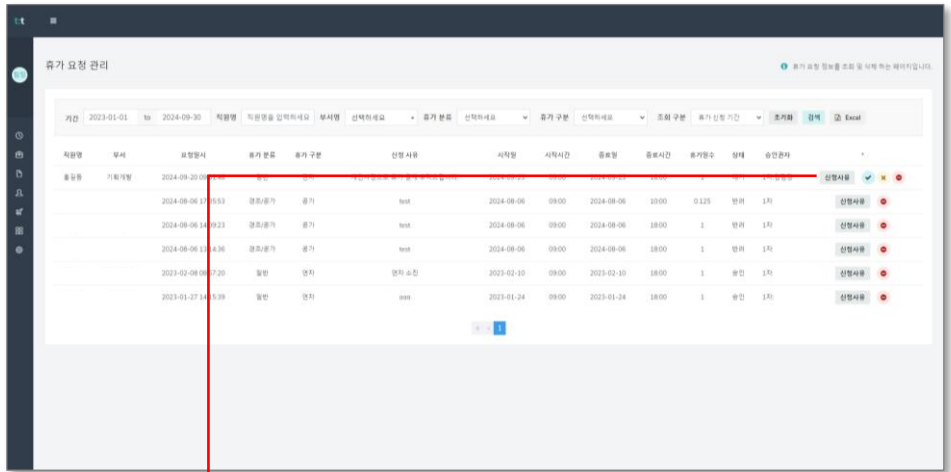 t:t
휴가 요청 관리
휴가 요청 정보를 조회 및 삭제 하는 페이지입니다.
기간 2023-01-01 to 2024-09-30 직원명 직원명을 입력하세요 부서명 선택하세요 휴가 분류 선택하세요 휴가 구분 선택하세요 조회 구분 휴가 신청 기간 초기화 검색 Excel
직원명 부서 요청일시 휴가 분류 휴가 구분 신청 사유 시작일 시작시간 종료일 종료시간 휴가일수 상태 승인권자
홍길동 기획개발 2024-09-20 신청사유
2024-08-06 17 경조/공가 공가 test 2024-08-06 09:00 2024-08-06 10:00 0.125 반려 1차 신청사유
2024-08-06 경조/공가 공가 test 2024-08-06 09:00 2024-08-06 18:00 1 반려 1차 신청사유
2024-08-06 경조/공가 공가 test 2024-08-06 09:00 2024-08-06 18:00 1 반려 1차 신청사유
2023-02-08 일반 연차 연차 소진 2023-02-10 09:00 2023-02-10 18:00 1 승인 1차 신청사유
2023-01-27 일반 연차 2023-01-24 09:00 2023-01-24 18:00 1 승인 1차 신청사유
1